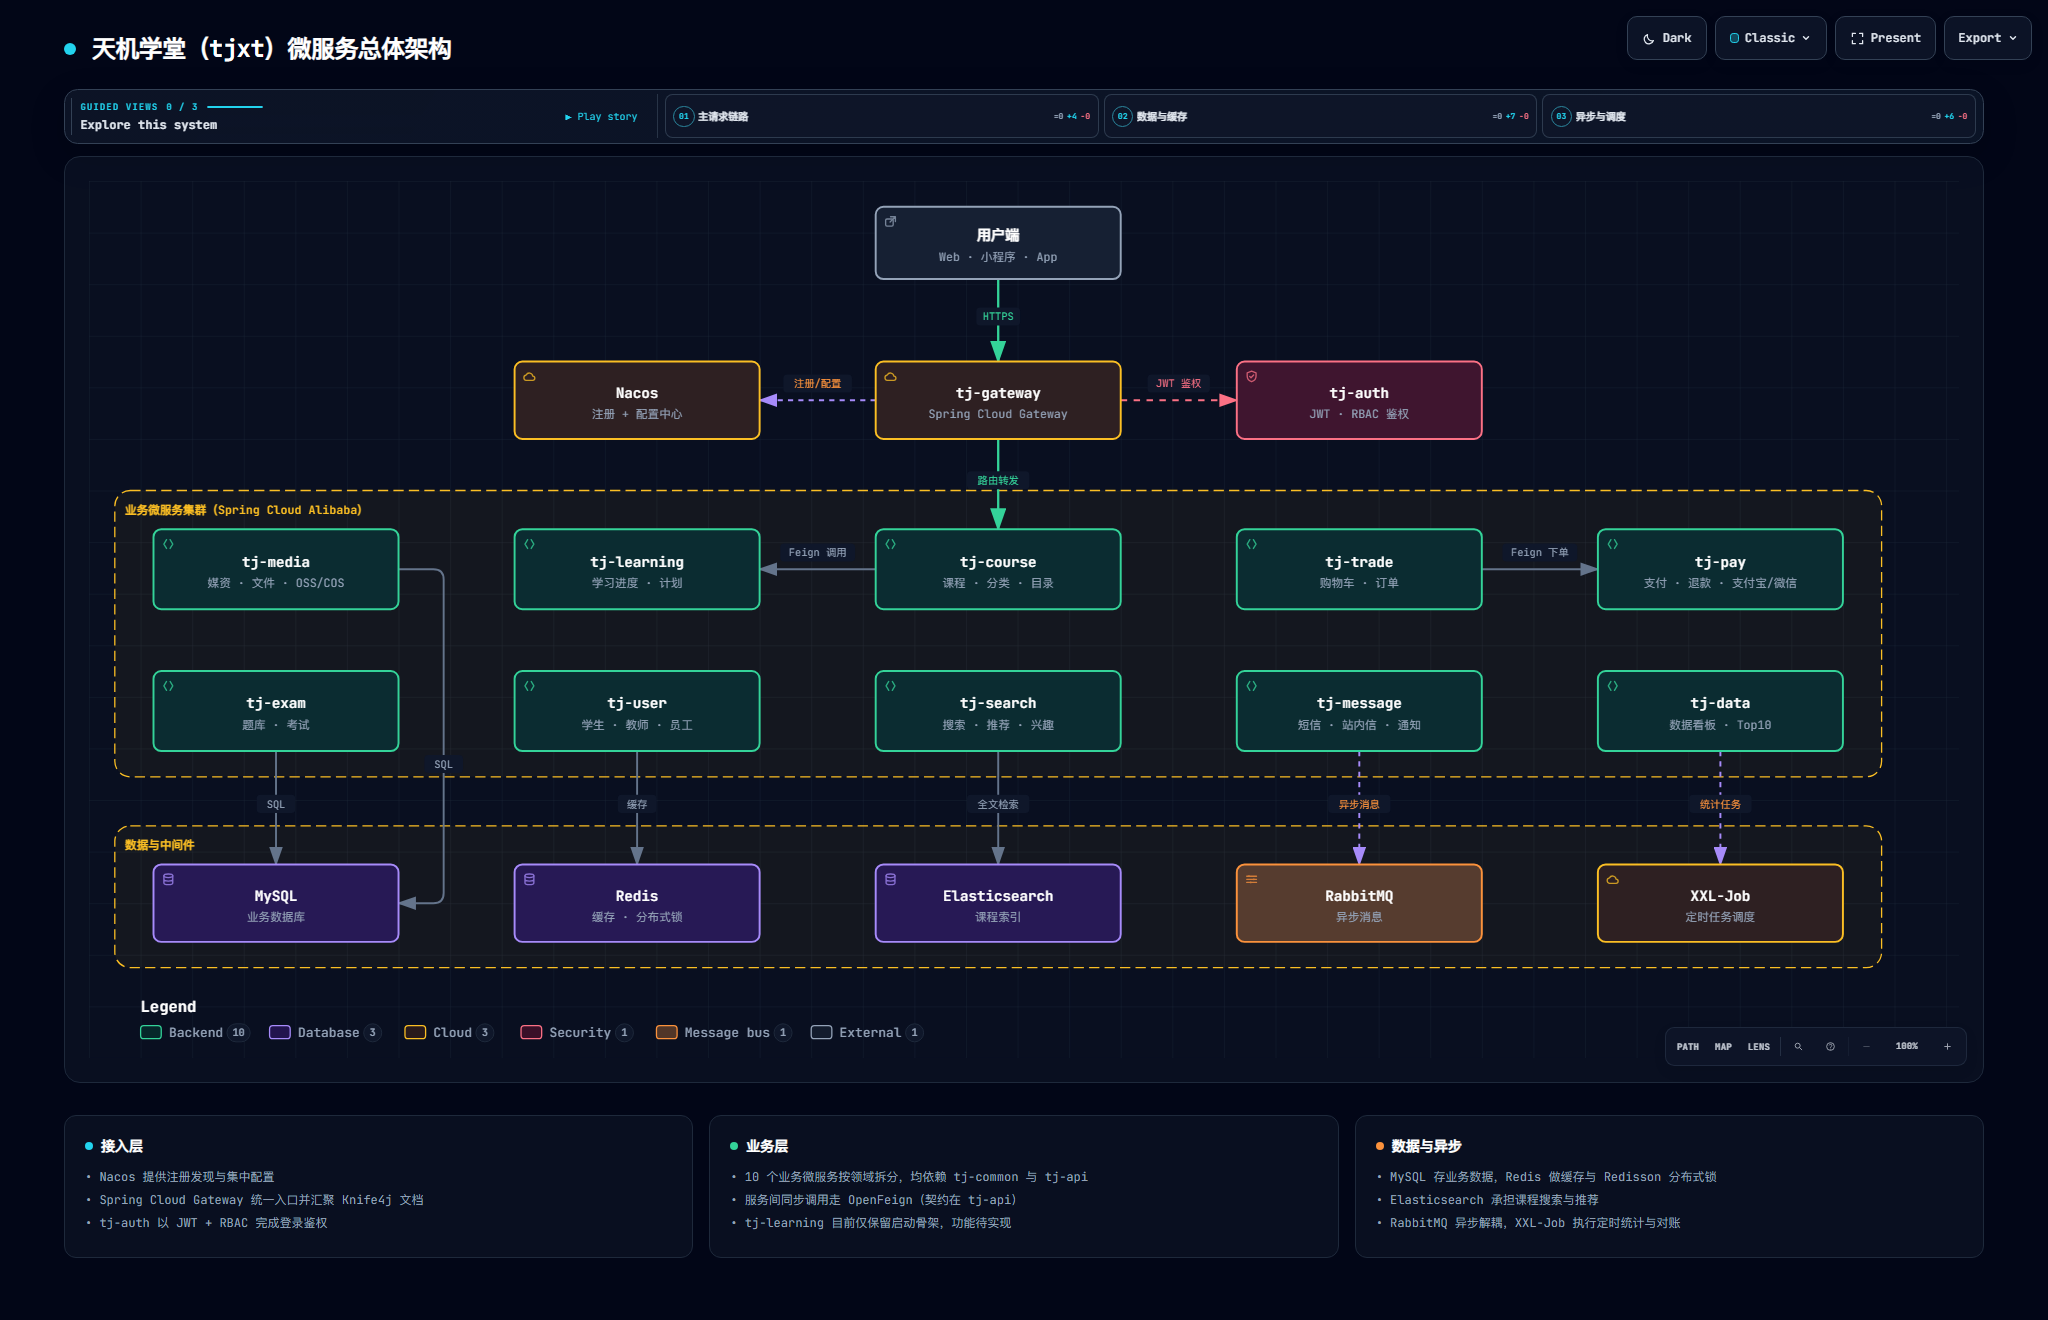 天机学堂（tjxt）微服务总体架构
Dark
Classic
Present
Export
GUIDED VIEWS 0 / 3
Explore this system
▶ Play story
01 主请求链路 =0 +4 -0
02 数据与缓存 =0 +7 -0
03 异步与调度 =0 +6 -0
用户端
Web · 小程序 · App
HTTPS
Nacos
注册 + 配置中心
注册/配置
tj-gateway
Spring Cloud Gateway
JWT 鉴权
tj-auth
JWT · RBAC 鉴权
路由转发
业务微服务集群（Spring Cloud Alibaba）
tj-media
媒资 · 文件 · OSS/COS
tj-learning
学习进度 · 计划
Feign 调用
tj-course
课程 · 分类 · 目录
tj-trade
购物车 · 订单
Feign 下单
tj-pay
支付 · 退款 · 支付宝/微信
tj-exam
题库 · 考试
tj-user
学生 · 教师 · 员工
tj-search
搜索 · 推荐 · 兴趣
tj-message
短信 · 站内信 · 通知
tj-data
数据看板 · Top10
SQL
SQL
缓存
全文检索
异步消息
统计任务
数据与中间件
MySQL
业务数据库
Redis
缓存 · 分布式锁
Elasticsearch
课程索引
RabbitMQ
异步消息
XXL-Job
定时任务调度
Legend
Backend 10
Database 3
Cloud 3
Security 1
Message bus 1
External 1
PATH
MAP
LENS
100%
接入层
• Nacos 提供注册发现与集中配置
• Spring Cloud Gateway 统一入口并汇聚 Knife4j 文档
• tj-auth 以 JWT + RBAC 完成登录鉴权
业务层
• 10 个业务微服务按领域拆分，均依赖 tj-common 与 tj-api
• 服务间同步调用走 OpenFeign（契约在 tj-api）
• tj-learning 目前仅保留启动骨架，功能待实现
数据与异步
• MySQL 存业务数据，Redis 做缓存与 Redisson 分布式锁
• Elasticsearch 承担课程搜索与推荐
• RabbitMQ 异步解耦，XXL-Job 执行定时统计与对账